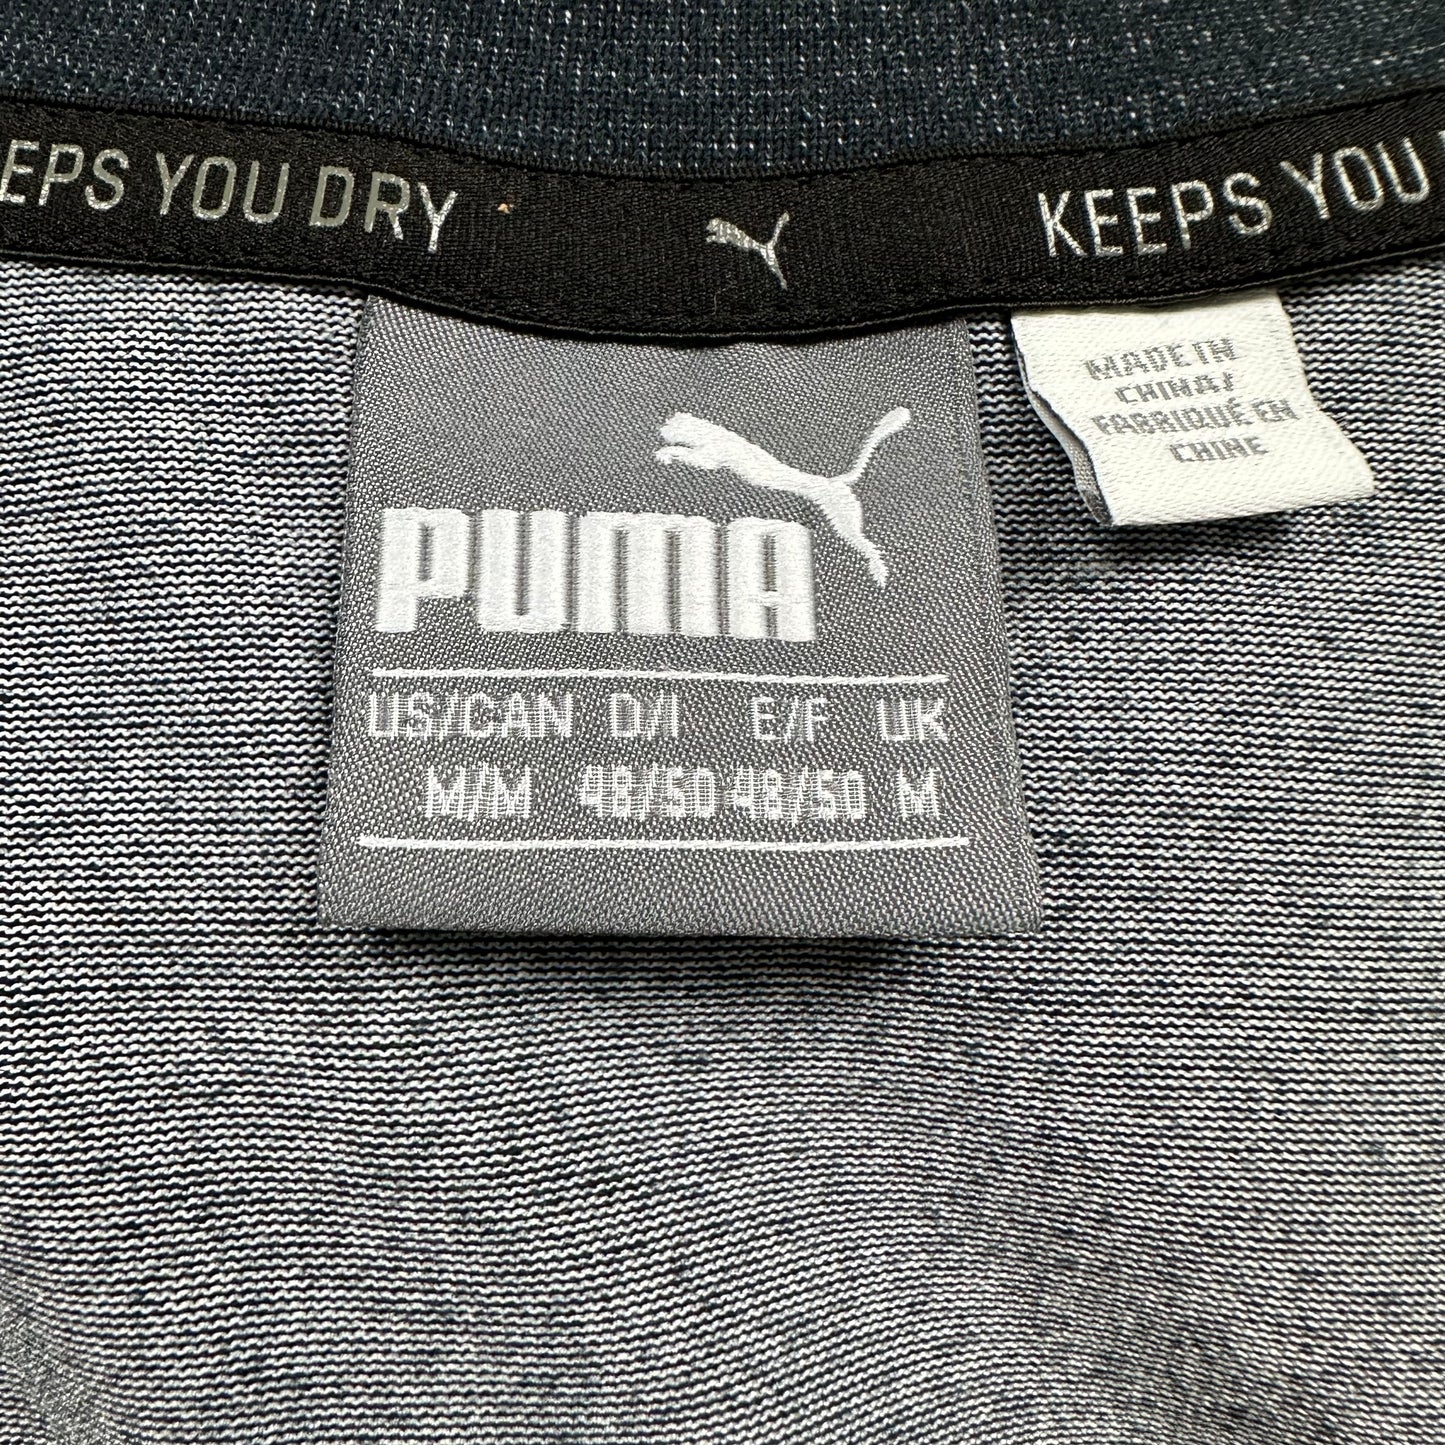 EPS YOU DRY KEEPS YOU
PUMA
US/CAN D/I E/F UK
M/M 48/50 48/50 M
MADE IN
CHINA/
FABRIQUÉ EN
CHINE